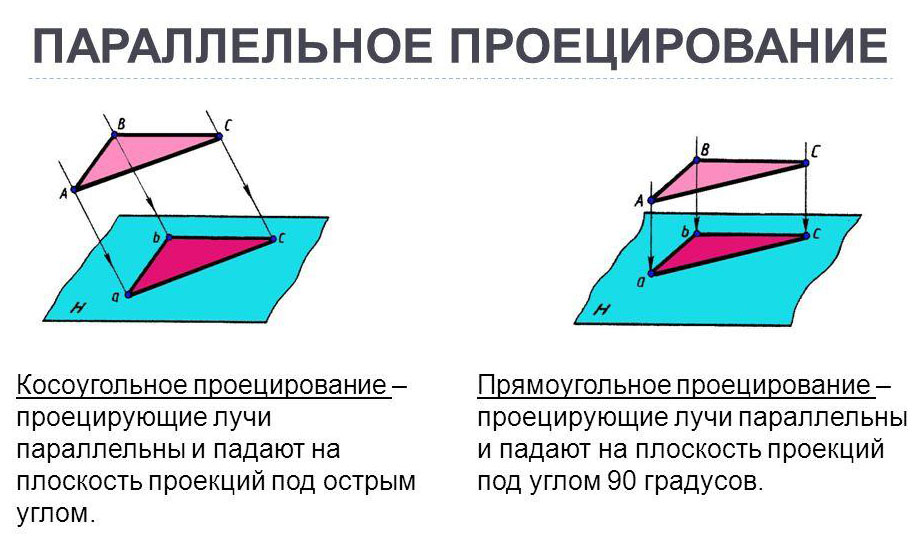 ПАРАЛЛЕЛЬНОЕ ПРОЕЦИРОВАНИЕ
B
C
A
b
c
a
H
B
C
A
b
c
a
H
Косоугольное проецирование –
проецирующие лучи
параллельны и падают на
плоскость проекций под острым
углом.
Прямоугольное проецирование –
проецирующие лучи параллельны
и падают на плоскость проекций
под углом 90 градусов.